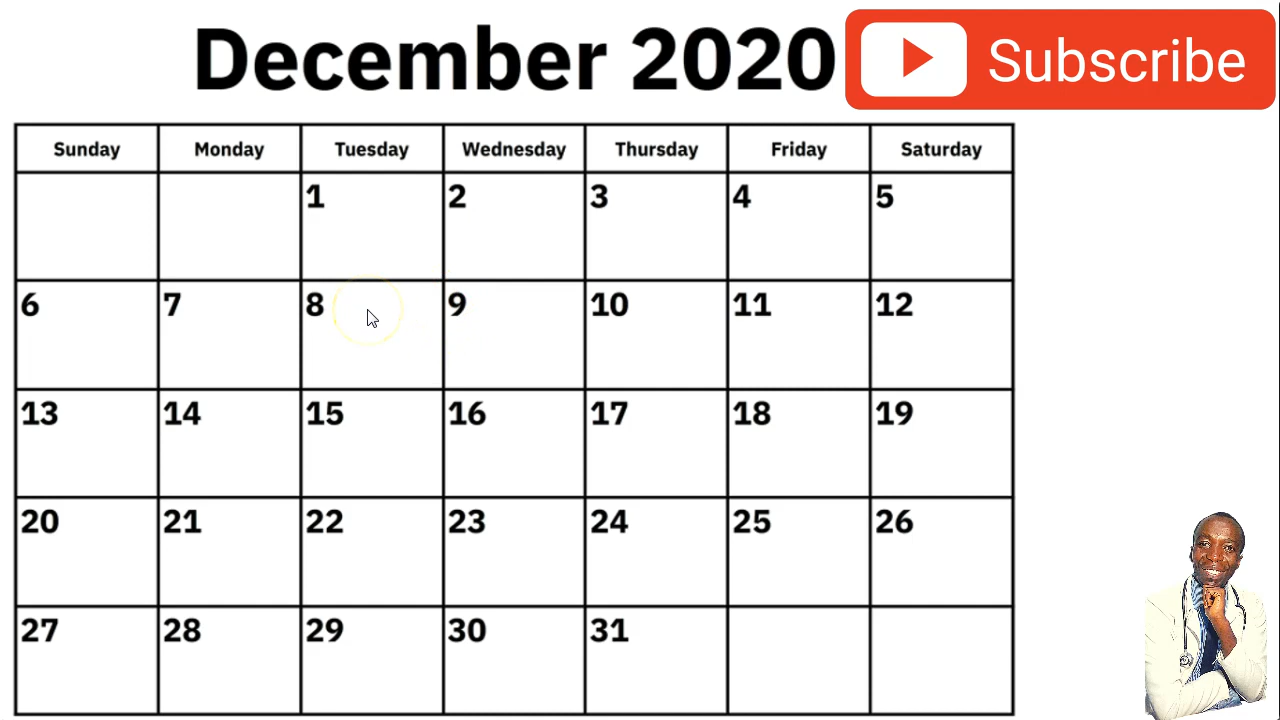 December 2020
Subscribe
Sunday Monday Tuesday Wednesday Thursday Friday Saturday
1 2 3 4 5
6 7 8 9 10 11 12
13 14 15 16 17 18 19
20 21 22 23 24 25 26
27 28 29 30 31